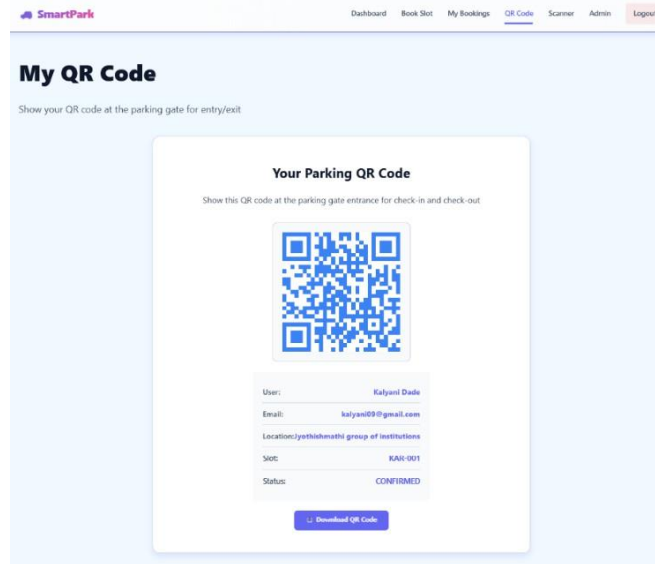 SmartPark
Dashboard Book Slot My Bookings QR Code Scanner Admin Logout
My QR Code
Show your QR code at the parking gate for entry/exit
Your Parking QR Code
Show this QR code at the parking gate entrance for check-in and check-out
User: Kalyani Dade
Email: kalyani09@gmail.com
Location:Jyothishmathi group of institutions
Slot: KAR-001
Status: CONFIRMED
Download QR Code